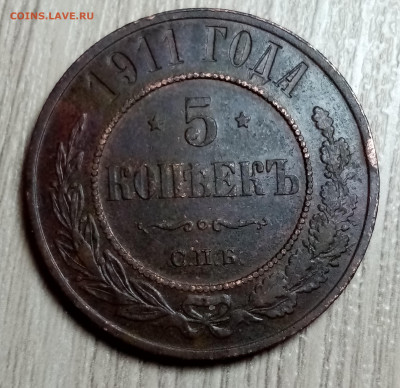 COINS.LAVE.RU
1911 ГОДА
5
КОПѢЕКЪ
С.П.Б.